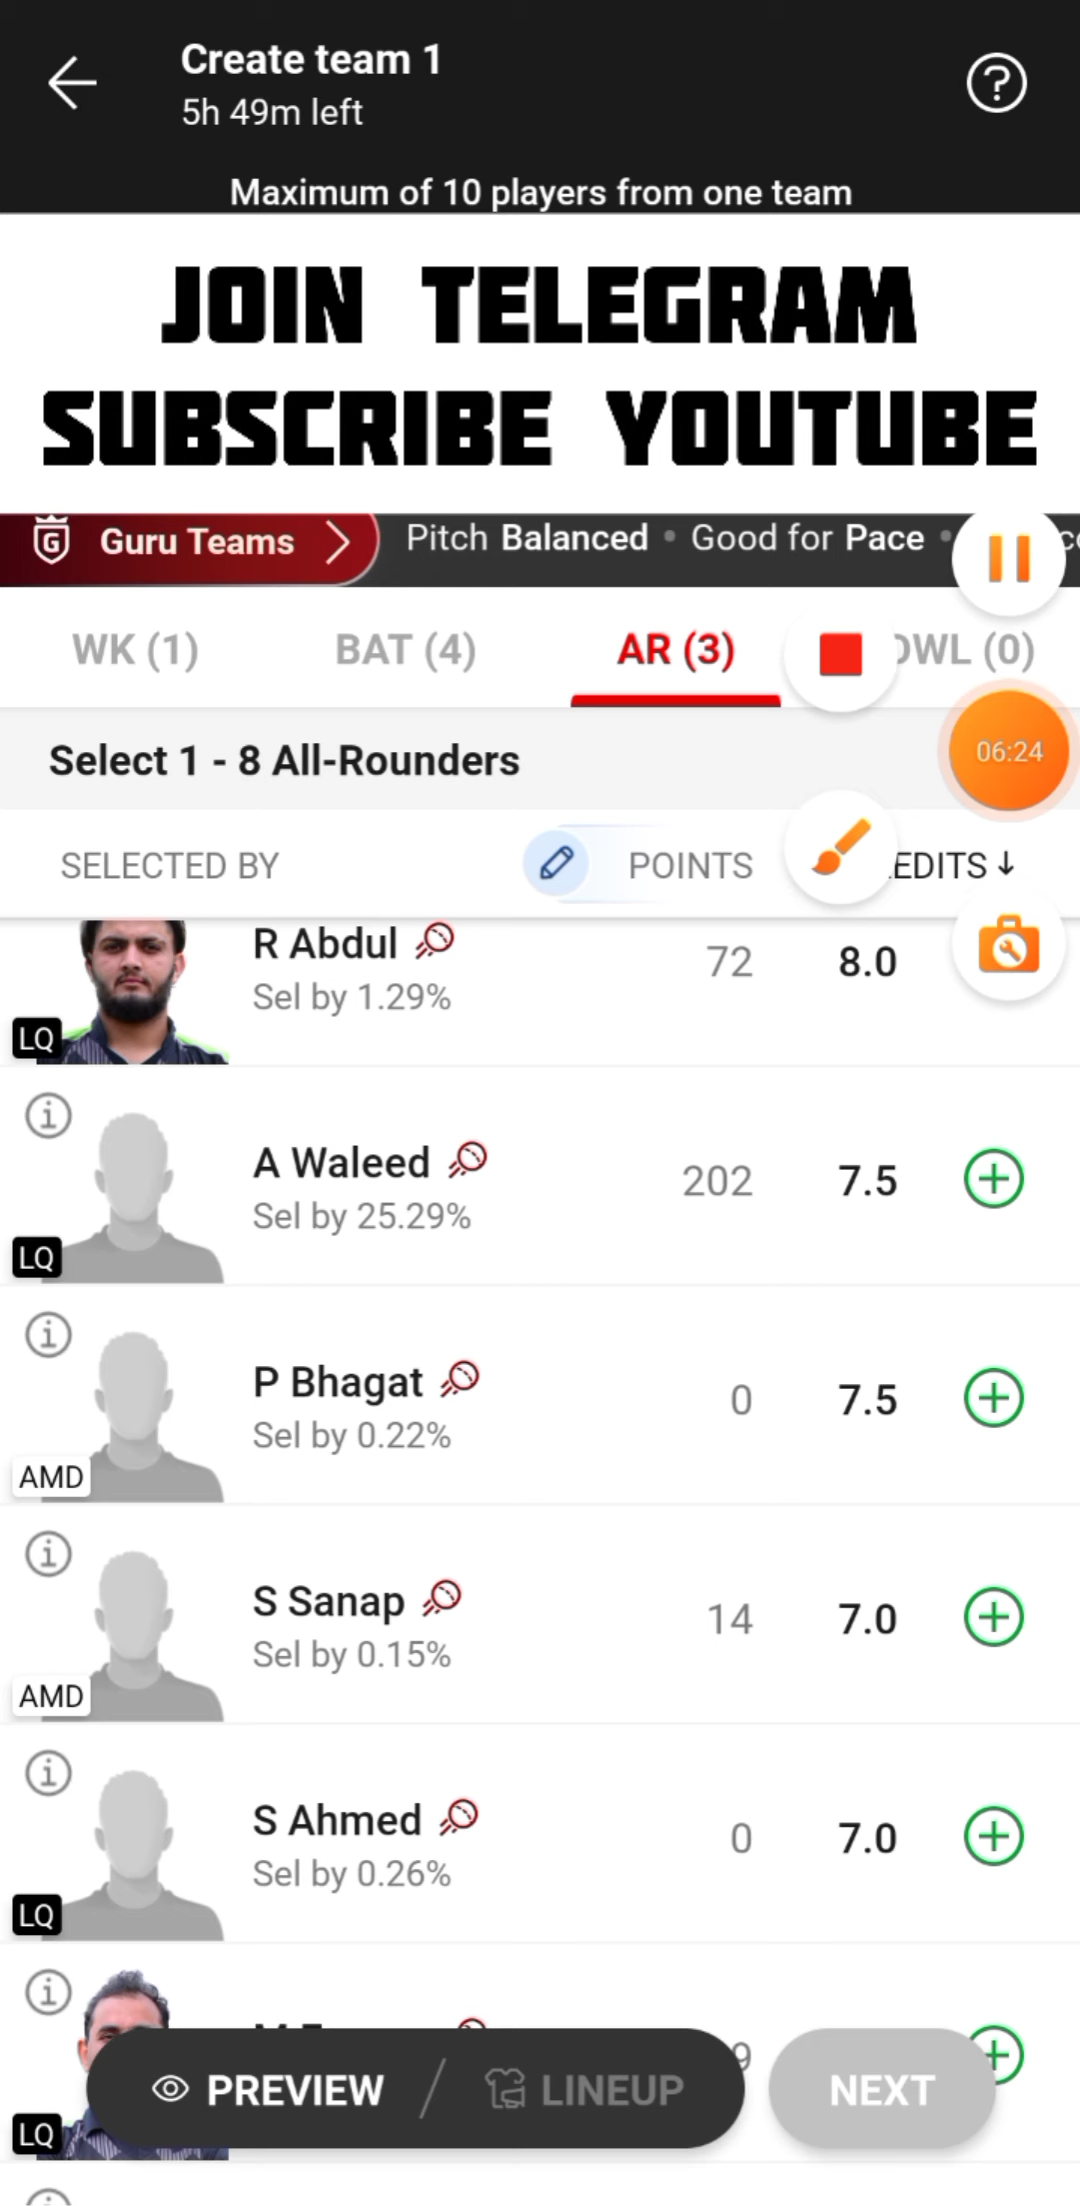 Create team 1
5h 49m left
Maximum of 10 players from one team
JOIN TELEGRAM
SUBSCRIBE YOUTUBE
G Guru Teams Pitch Balanced • Good for Pace •
WK (1) BAT (4) AR (3) OWL (0)
Select 1 - 8 All-Rounders
06:24
SELECTED BY POINTS EDITS ↓
R Abdul 72 8.0
Sel by 1.29%
LQ
A Waleed 202 7.5
Sel by 25.29%
LQ
P Bhagat 0 7.5
Sel by 0.22%
AMD
S Sanap 14 7.0
Sel by 0.15%
AMD
S Ahmed 0 7.0
Sel by 0.26%
LQ
9
PREVIEW / LINEUP NEXT
LQ